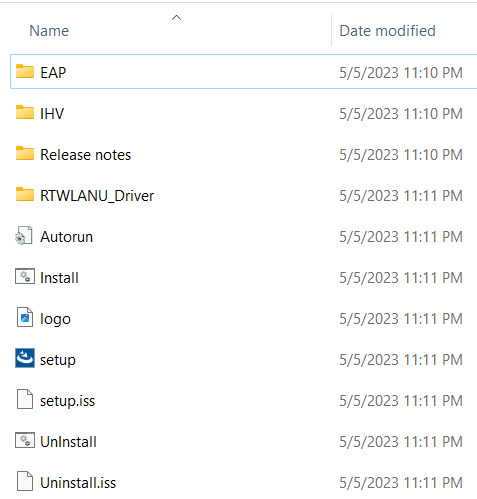 Name Date modified
EAP 5/5/2023 11:10 PM
IHV 5/5/2023 11:10 PM
Release notes 5/5/2023 11:10 PM
RTWLANU_Driver 5/5/2023 11:11 PM
Autorun 5/5/2023 11:11 PM
Install 5/5/2023 11:11 PM
logo 5/5/2023 11:11 PM
setup 5/5/2023 11:11 PM
setup.iss 5/5/2023 11:11 PM
UnInstall 5/5/2023 11:11 PM
Uninstall.iss 5/5/2023 11:11 PM